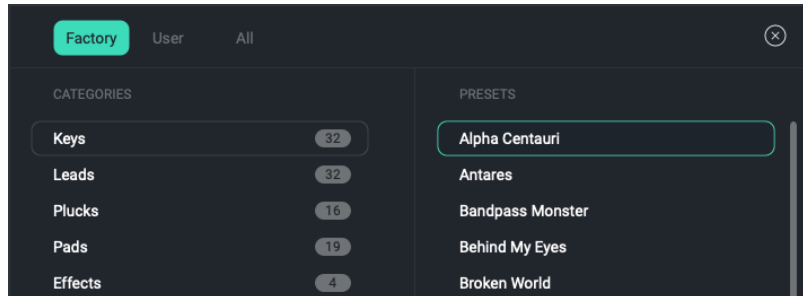 Factory User All
CATEGORIES
Keys 32
Leads 32
Plucks 16
Pads 19
Effects 4
PRESETS
Alpha Centauri
Antares
Bandpass Monster
Behind My Eyes
Broken World